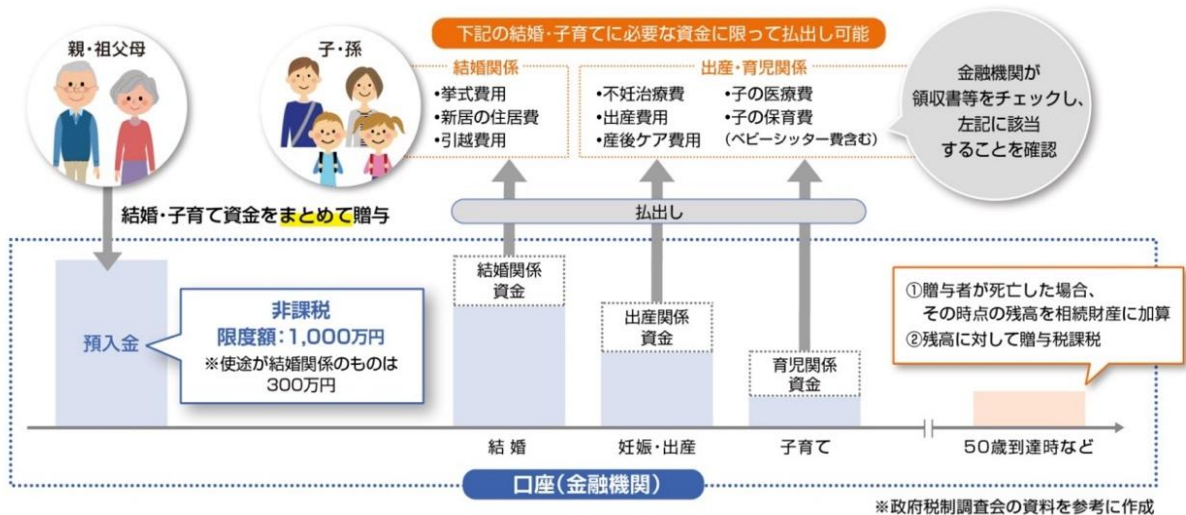 親・祖父母
子・孫
下記の結婚・子育てに必要な資金に限って払出し可能
結婚関係
•挙式費用
•新居の住居費
•引越費用
出産・育児関係
•不妊治療費
•出産費用
•産後ケア費用
•子の医療費
•子の保育費
(ベビーシッター費含む)
金融機関が
領収書等をチェックし、
左記に該当
することを確認
結婚・子育て資金をまとめて贈与
払出し
預入金
非課税
限度額:1,000万円
※使途が結婚関係のものは
300万円
結婚関係
資金
出産関係
資金
育児関係
資金
①贈与者が死亡した場合、
その時点の残高を相続財産に加算
②残高に対して贈与税課税
結婚
妊娠・出産
子育て
50歳到達時など
口座(金融機関)
※政府税制調査会の資料を参考に作成